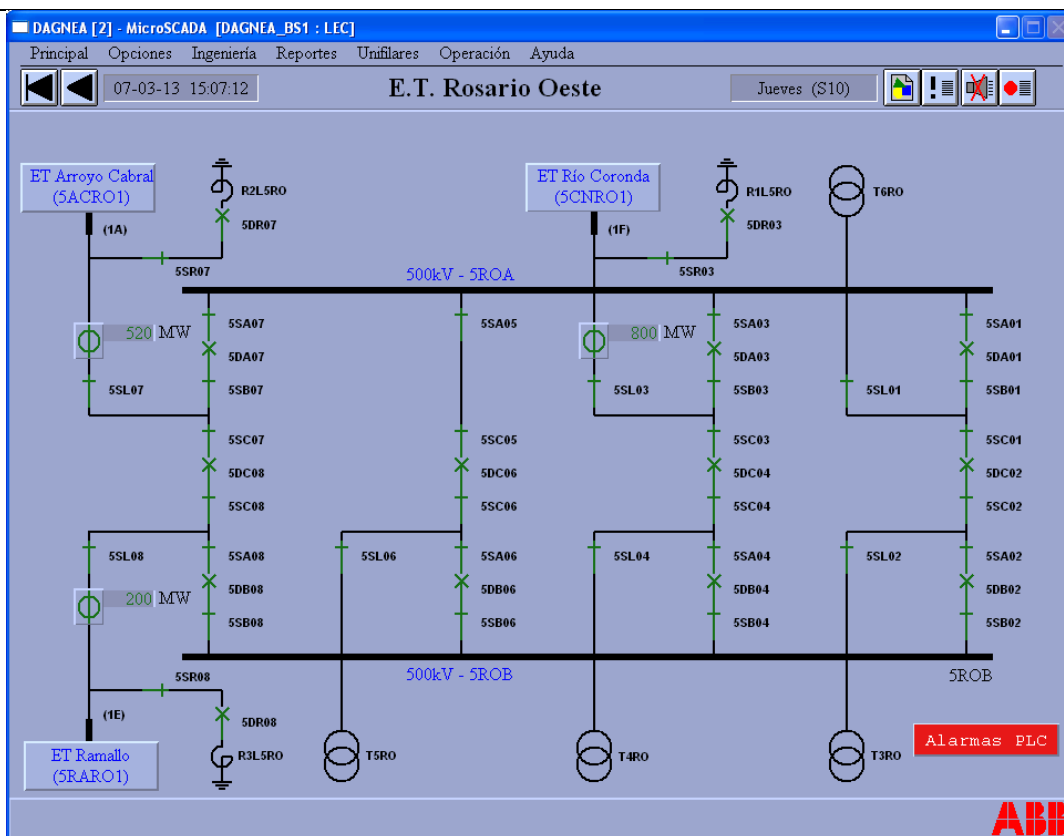 DAGNEA [2] - MicroSCADA [DAGNEA_BS1 : LEC]
Principal Opciones Ingeniería Reportes Unifilares Operación Ayuda
07-03-13 15:07:12 E.T. Rosario Oeste Jueves (S10)
ET Arroyo Cabral
(5ACRO1)
R2L5RO
ET Río Coronda
(5CNRO1)
R1L5RO
T6RO
(1A)
5DR07
(1F)
5DR03
5SR07
500kV - 5ROA
5SR03
520 MW
5SA07
5SA05
800 MW
5SA03
5SA01
5DA07
5DA03
5DA01
5SL07
5SB07
5SL03
5SB03
5SL01
5SB01
5SC07
5SC05
5SC03
5SC01
5DC08
5DC06
5DC04
5DC02
5SC08
5SC06
5SC04
5SC02
5SL08
5SA08
5SL06
5SA06
5SL04
5SA04
5SL02
5SA02
200 MW
5DB08
5DB06
5DB04
5DB02
5SB08
5SB06
5SB04
5SB02
5SR08
500kV - 5ROB
5ROB
(1E)
5DR08
ET Ramallo
(5RARO1)
R3L5RO
T5RO
T4RO
T3RO
Alarmas PLC
ABB